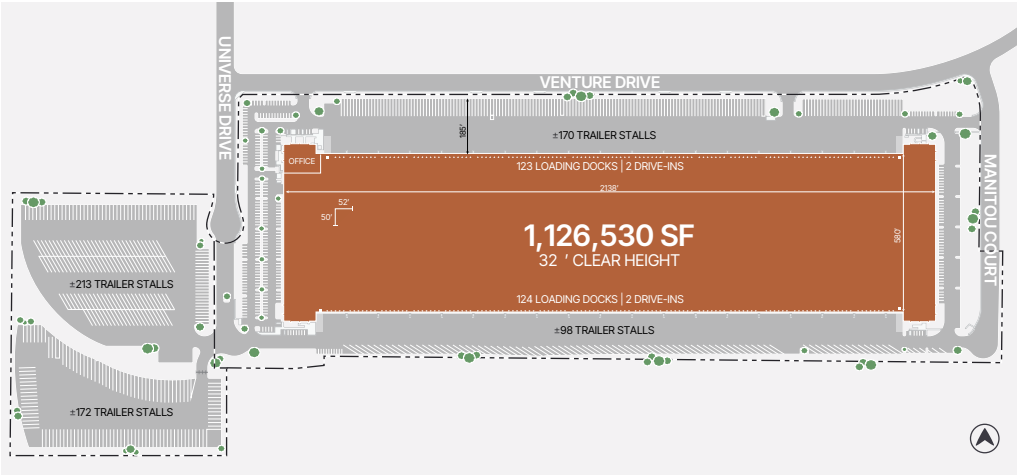 UNIVERSE DRIVE
VENTURE DRIVE
185'
±170 TRAILER STALLS
OFFICE
123 LOADING DOCKS | 2 DRIVE-INS
2138'
52'
50'
1,126,530 SF
32 ' CLEAR HEIGHT
580'
MANITOU COURT
±213 TRAILER STALLS
124 LOADING DOCKS | 2 DRIVE-INS
±98 TRAILER STALLS
±172 TRAILER STALLS